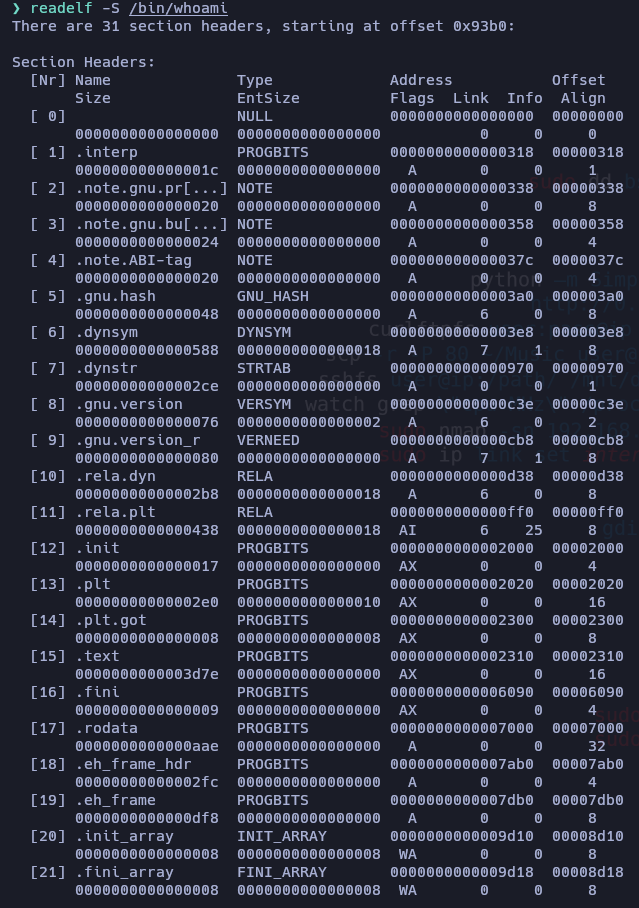 ❯ readelf -S /bin/whoami
There are 31 section headers, starting at offset 0x93b0:

Section Headers:
  [Nr] Name              Type             Address           Offset
       Size              EntSize          Flags  Link  Info  Align
  [ 0]                   NULL             0000000000000000  00000000
       0000000000000000  0000000000000000           0     0     0
  [ 1] .interp           PROGBITS         0000000000000318  00000318
       000000000000001c  0000000000000000   A       0     0     1
  [ 2] .note.gnu.pr[...] NOTE             0000000000000338  00000338
       0000000000000020  0000000000000000   A       0     0     8
  [ 3] .note.gnu.bu[...] NOTE             0000000000000358  00000358
       0000000000000024  0000000000000000   A       0     0     4
  [ 4] .note.ABI-tag     NOTE             000000000000037c  0000037c
       0000000000000020  0000000000000000   A       0     0     4
  [ 5] .gnu.hash         GNU_HASH         00000000000003a0  000003a0
       0000000000000048  0000000000000000   A       6     0     8
  [ 6] .dynsym           DYNSYM           00000000000003e8  000003e8
       0000000000000588  0000000000000018   A       7     1     8
  [ 7] .dynstr           STRTAB           0000000000000970  00000970
       00000000000002ce  0000000000000000   A       0     0     1
  [ 8] .gnu.version      VERSYM           0000000000000c3e  00000c3e
       0000000000000076  0000000000000002   A       6     0     2
  [ 9] .gnu.version_r    VERNEED          0000000000000cb8  00000cb8
       0000000000000080  0000000000000000   A       7     1     8
  [10] .rela.dyn         RELA             0000000000000d38  00000d38
       00000000000002b8  0000000000000018   A       6     0     8
  [11] .rela.plt         RELA             0000000000000ff0  00000ff0
       0000000000000438  0000000000000018   AI      6    25     8
  [12] .init             PROGBITS         0000000000002000  00002000
       0000000000000017  0000000000000000   AX      0     0     4
  [13] .plt              PROGBITS         0000000000002020  00002020
       00000000000002e0  0000000000000010   AX      0     0     16
  [14] .plt.got          PROGBITS         0000000000002300  00002300
       0000000000000008  0000000000000008   AX      0     0     8
  [15] .text             PROGBITS         0000000000002310  00002310
       0000000000003d7e  0000000000000000   AX      0     0     16
  [16] .fini             PROGBITS         0000000000006090  00006090
       0000000000000009  0000000000000000   AX      0     0     4
  [17] .rodata           PROGBITS         0000000000007000  00007000
       0000000000000aae  0000000000000000   A       0     0     32
  [18] .eh_frame_hdr     PROGBITS         0000000000007ab0  00007ab0
       00000000000002fc  0000000000000000   A       0     0     4
  [19] .eh_frame         PROGBITS         0000000000007db0  00007db0
       0000000000000df8  0000000000000000   A       0     0     8
  [20] .init_array       INIT_ARRAY       0000000000009d10  00008d10
       0000000000000008  0000000000000008  WA       0     0     8
  [21] .fini_array       FINI_ARRAY       0000000000009d18  00008d18
       0000000000000008  0000000000000008  WA       0     0     8